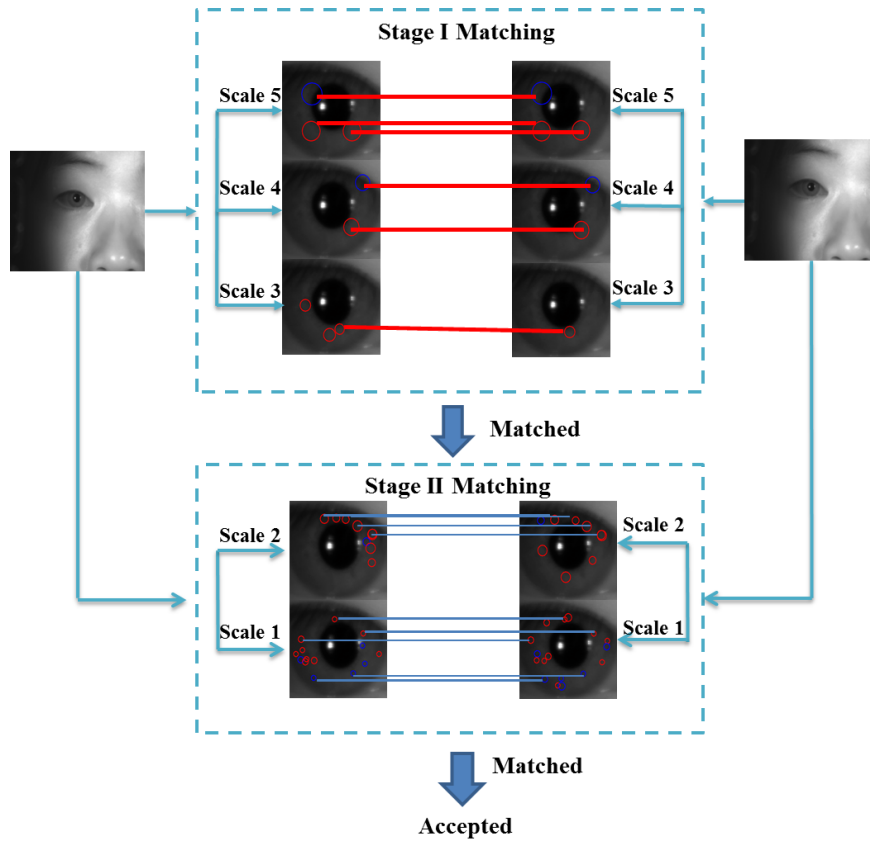 Stage I Matching
Scale 5
Scale 5
Scale 4
Scale 4
Scale 3
Scale 3
Matched
Stage II Matching
Scale 2
Scale 2
Scale 1
Scale 1
Matched
Accepted